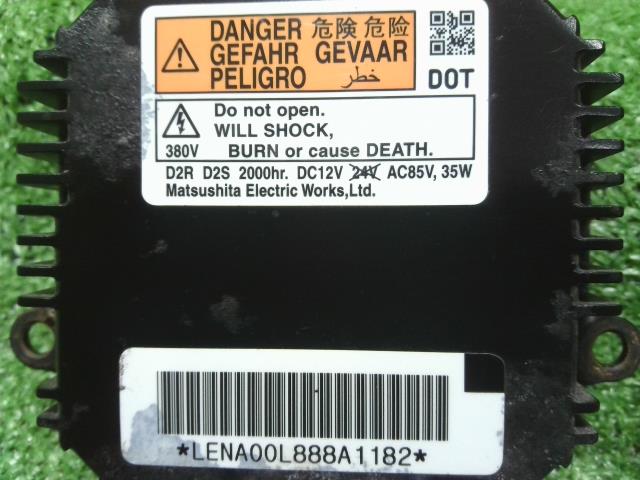 DANGER 危険 危险
GEFAHR GEVAAR
PELIGRO خطر
DOT
Do not open.
WILL SHOCK,
380V BURN or cause DEATH.
D2R D2S 2000hr. DC12V 24V AC85V, 35W
Matsushita Electric Works,Ltd.
*LENA00L888A1182*